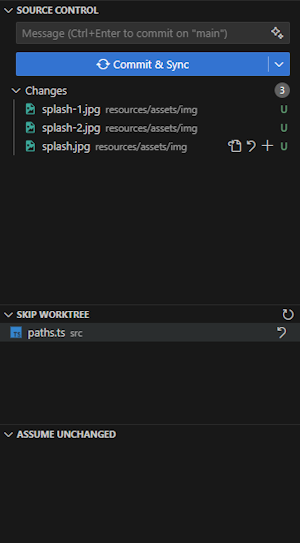 SOURCE CONTROL
Message (Ctrl+Enter to commit on "main")
Commit & Sync
Changes 3
splash-1.jpg resources/assets/img U
splash-2.jpg resources/assets/img U
splash.jpg resources/assets/img U
SKIP WORKTREE
TS paths.ts src
ASSUME UNCHANGED